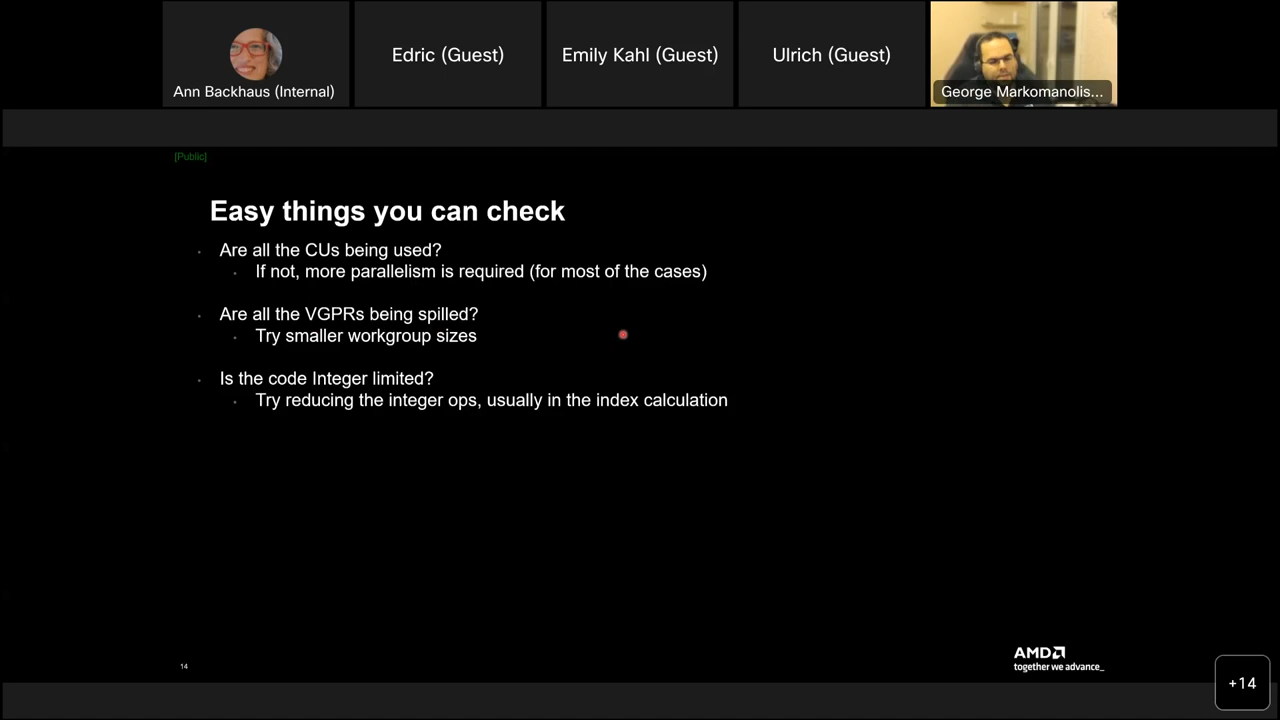 Ann Backhaus (Internal)
Edric (Guest)
Emily Kahl (Guest)
Ulrich (Guest)
George Markomanolis...
[Public]
Easy things you can check
Are all the CUs being used?
If not, more parallelism is required (for most of the cases)
Are all the VGPRs being spilled?
Try smaller workgroup sizes
Is the code Integer limited?
Try reducing the integer ops, usually in the index calculation
14
AMD
together we advance_
+14